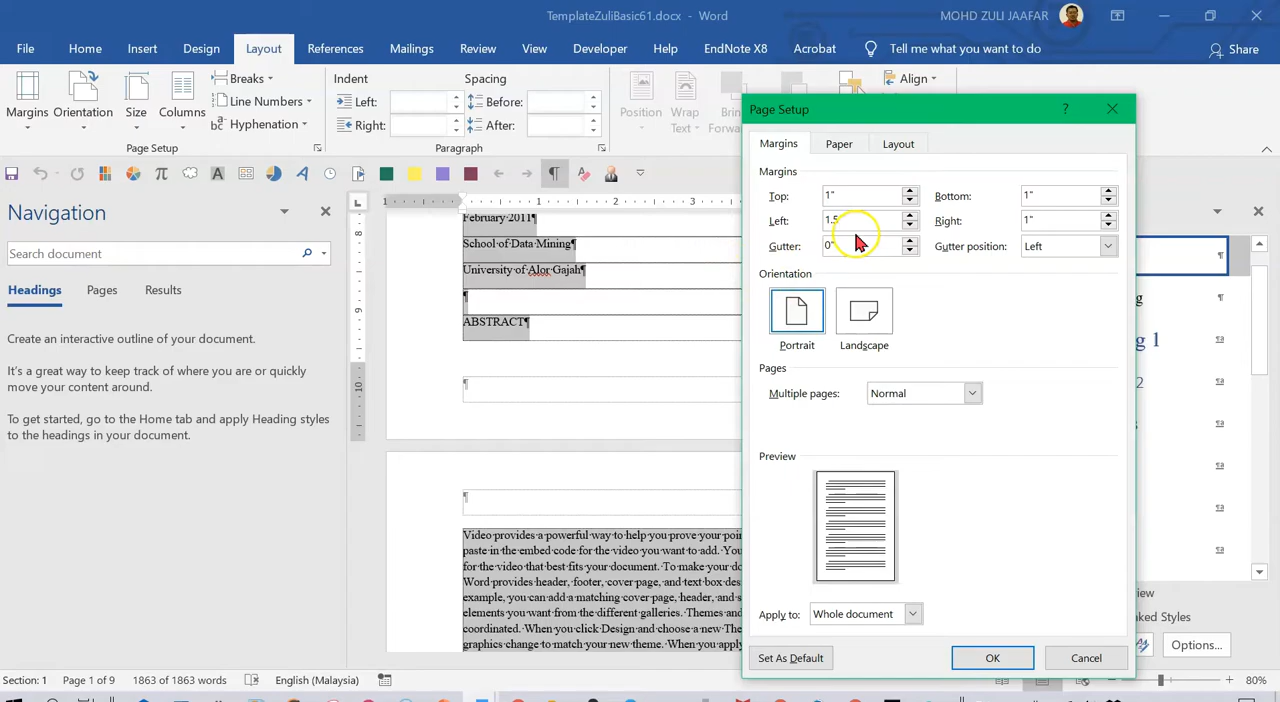 TemplateZuliBasic61.docx - Word
MOHD ZULI JAAFAR
File Home Insert Design Layout References Mailings Review View Developer Help EndNote X8 Acrobat Tell me what you want to do Share
Margins
Orientation
Size
Columns
Breaks
Line Numbers
Hyphenation
Page Setup
Indent
Left:
Right:
Spacing
Before:
After:
Paragraph
Position
Wrap
Text
Align
Navigation
Search document
Headings Pages Results
Create an interactive outline of your document.
It's a great way to keep track of where you are or quickly
move your content around.
To get started, go to the Home tab and apply Heading styles
to the headings in your document.
1 1 2
8
9
10
February·2011¶
School·of·Data·Mining¶
University·of·Alor·Gajah¶
¶
ABSTRACT¶
¶
¶
Video·provides·a·powerful·way·to·help·you·prove·your·poi
paste·in·the·embed·code·for·the·video·you·want·to·add.·You
for·the·video·that·best·fits·your·document.·To·make·your·do
Word·provides·header,·footer,·cover·page,·and·text·box·des
example,·you·can·add·a·matching·cover·page,·header,·and·s
elements·you·want·from·the·different·galleries.·Themes·and
coordinated.·When·you·click·Design·and·choose·a·new·The
graphics·change·to·match·your·new·theme.·When·you·apply
Page Setup
? 
Margins Paper Layout
Margins
Top: 1" Bottom: 1"
Left: 1.5 Right: 1"
Gutter: 0" Gutter position: Left
Orientation
Portrait Landscape
Pages
Multiple pages: Normal
Preview
Apply to: Whole document
Set As Default OK Cancel
g 1
2
Options...
Section: 1 Page 1 of 9 1863 of 1863 words English (Malaysia) 80%